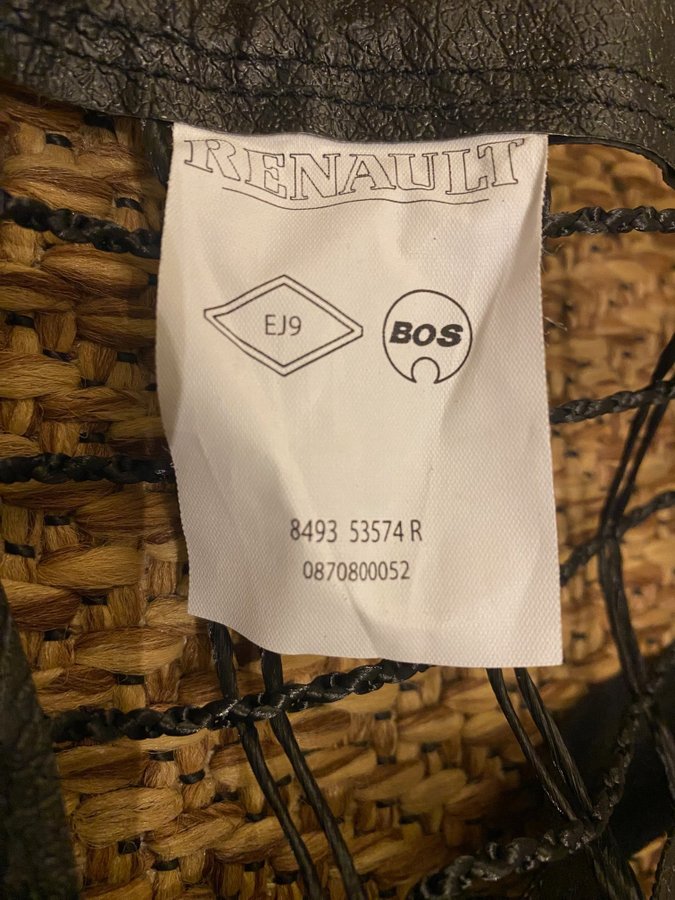 RENAULT
EJ9
BOS
8493 53574 R
0870800052